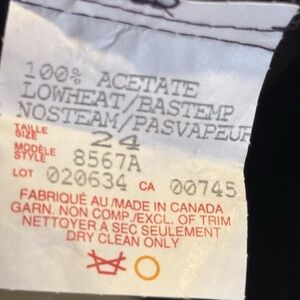 100% ACETATE
LOWHEAT/BASTEMP
NOSTEAM/PASVAPEUR
TAILLE
SIZE 24
MODÈLE
STYLE 8567A
LOT 020634 CA 00745
FABRIQUÉ AU/MADE IN CANADA
GARN. NON COMP./EXCL. OF TRIM
NETTOYER A SEC SEULEMENT
DRY CLEAN ONLY